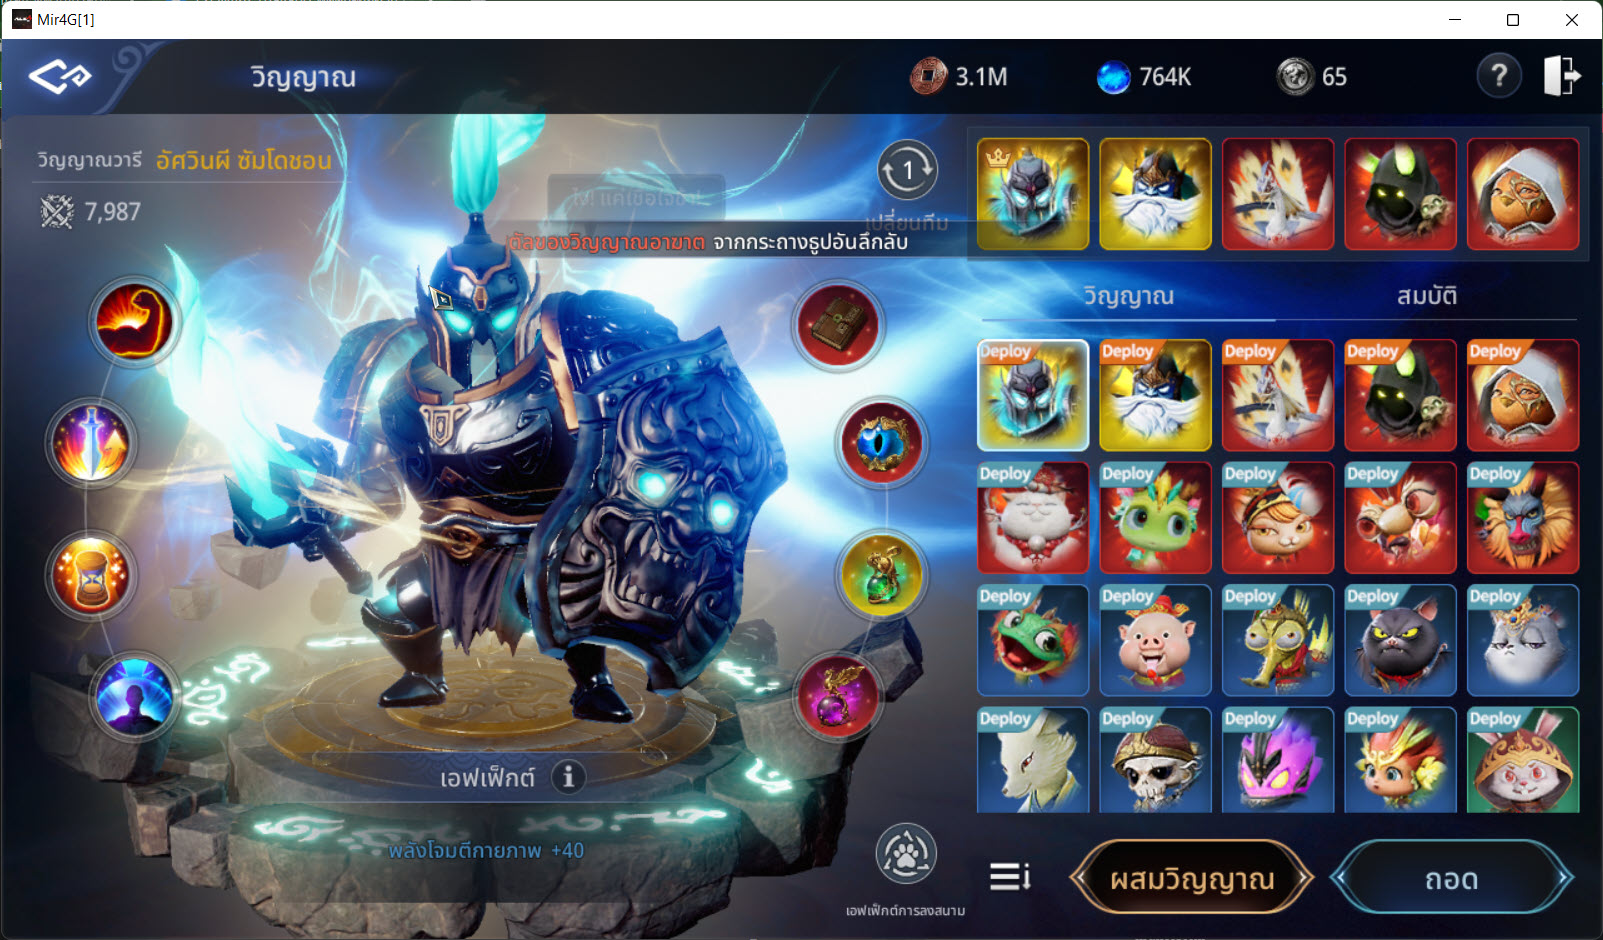 Mir4G[1]
วิญญาณ
3.1M
764K
65
?
วิญญาณวารี อัศวินผี ซัมโดชอน
7,987
1
เปลี่ยนทีม
ของวิญญาณอาฆาต จากกระถางธูปอันลึกลับ
วิญญาณ
สมบัติ
Deploy Deploy Deploy Deploy Deploy
Deploy Deploy Deploy Deploy Deploy
Deploy Deploy Deploy Deploy Deploy
Deploy Deploy Deploy Deploy Deploy
เอฟเฟ็กต์ i
พลังโจมตีกายภาพ +40
เอฟเฟ็กต์การลงสนาม
ผสมวิญญาณ
ถอด